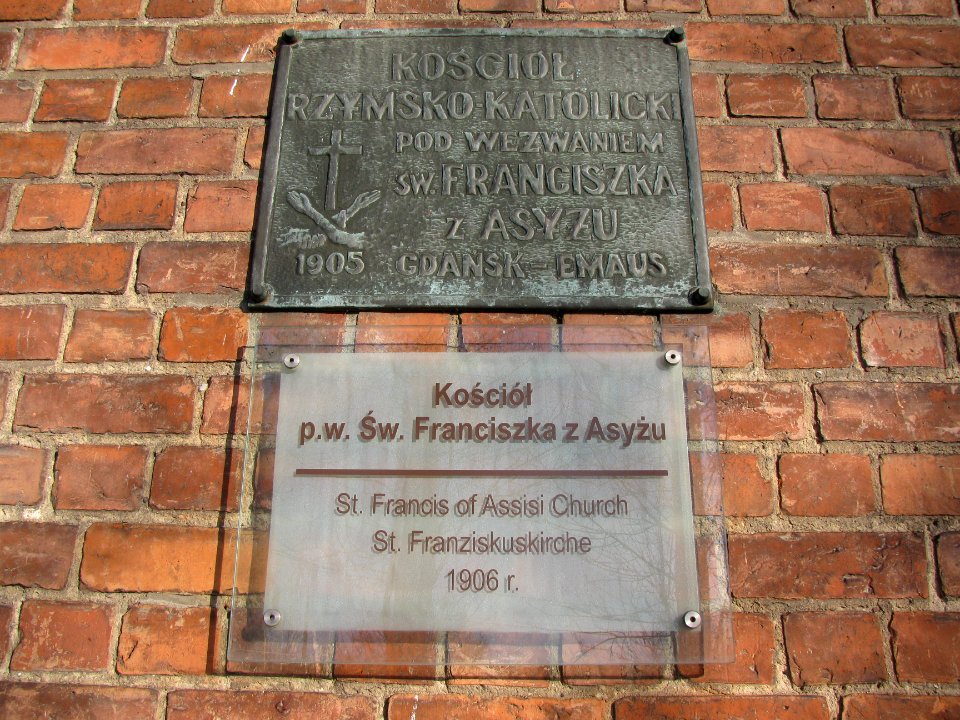 KOŚCIÓŁ
RZYMSKO-KATOLICKI
POD WEZWANIEM
ŚW. FRANCISZKA
z ASYŻU
1905 GDAŃSK - EMAUS
Kościół
p.w. Św. Franciszka z Asyżu
St. Francis of Assisi Church
St. Franziskuskirche
1906 r.